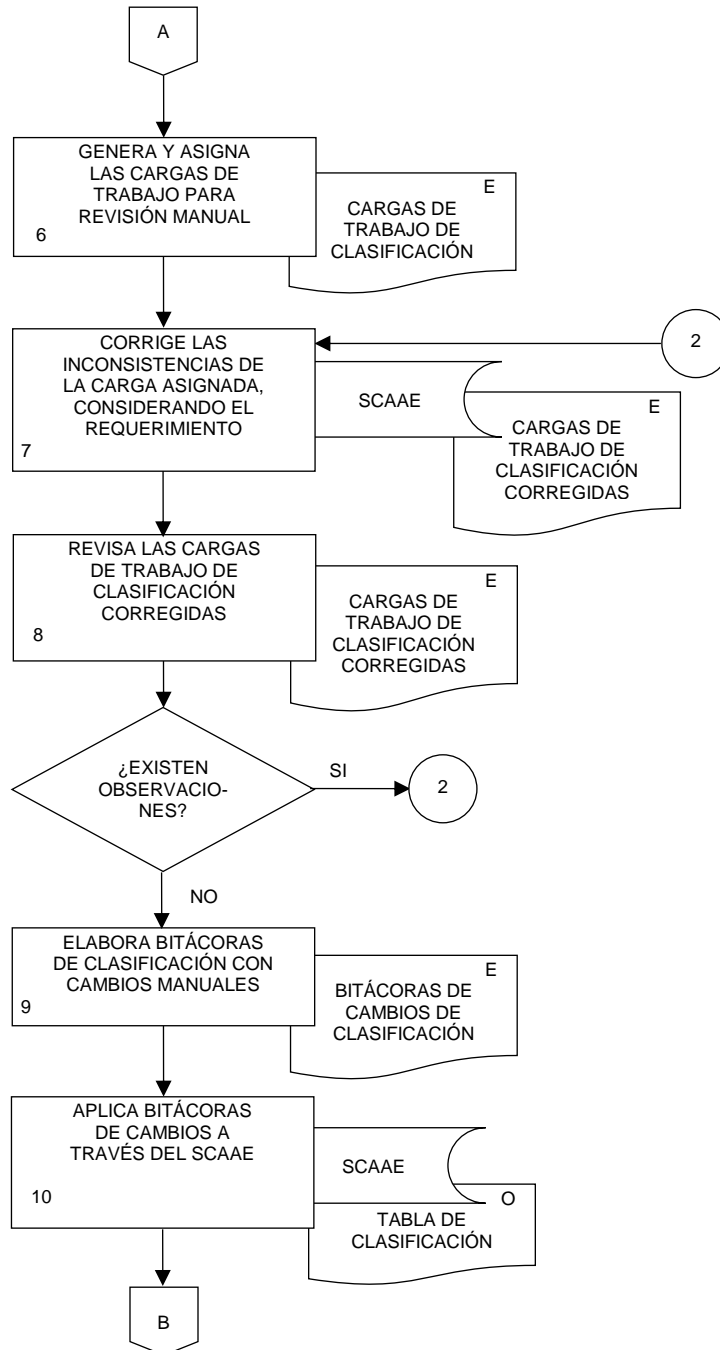 A
GENERA Y ASIGNA
LAS CARGAS DE
TRABAJO PARA
REVISIÓN MANUAL
6
E
CARGAS DE
TRABAJO DE
CLASIFICACIÓN
CORRIGE LAS
INCONSISTENCIAS DE
LA CARGA ASIGNADA,
CONSIDERANDO EL
REQUERIMIENTO
7
2
SCAAE
E
CARGAS DE
TRABAJO DE
CLASIFICACIÓN
CORREGIDAS
REVISA LAS CARGAS
DE TRABAJO DE
CLASIFICACIÓN
CORREGIDAS
8
E
CARGAS DE
TRABAJO DE
CLASIFICACIÓN
CORREGIDAS
¿EXISTEN
OBSERVACIO-
NES?
SI
2
NO
ELABORA BITÁCORAS
DE CLASIFICACIÓN CON
CAMBIOS MANUALES
9
E
BITÁCORAS DE
CAMBIOS DE
CLASIFICACIÓN
APLICA BITÁCORAS
DE CAMBIOS A
TRAVÉS DEL SCAAE
10
SCAAE
O
TABLA DE
CLASIFICACIÓN
B